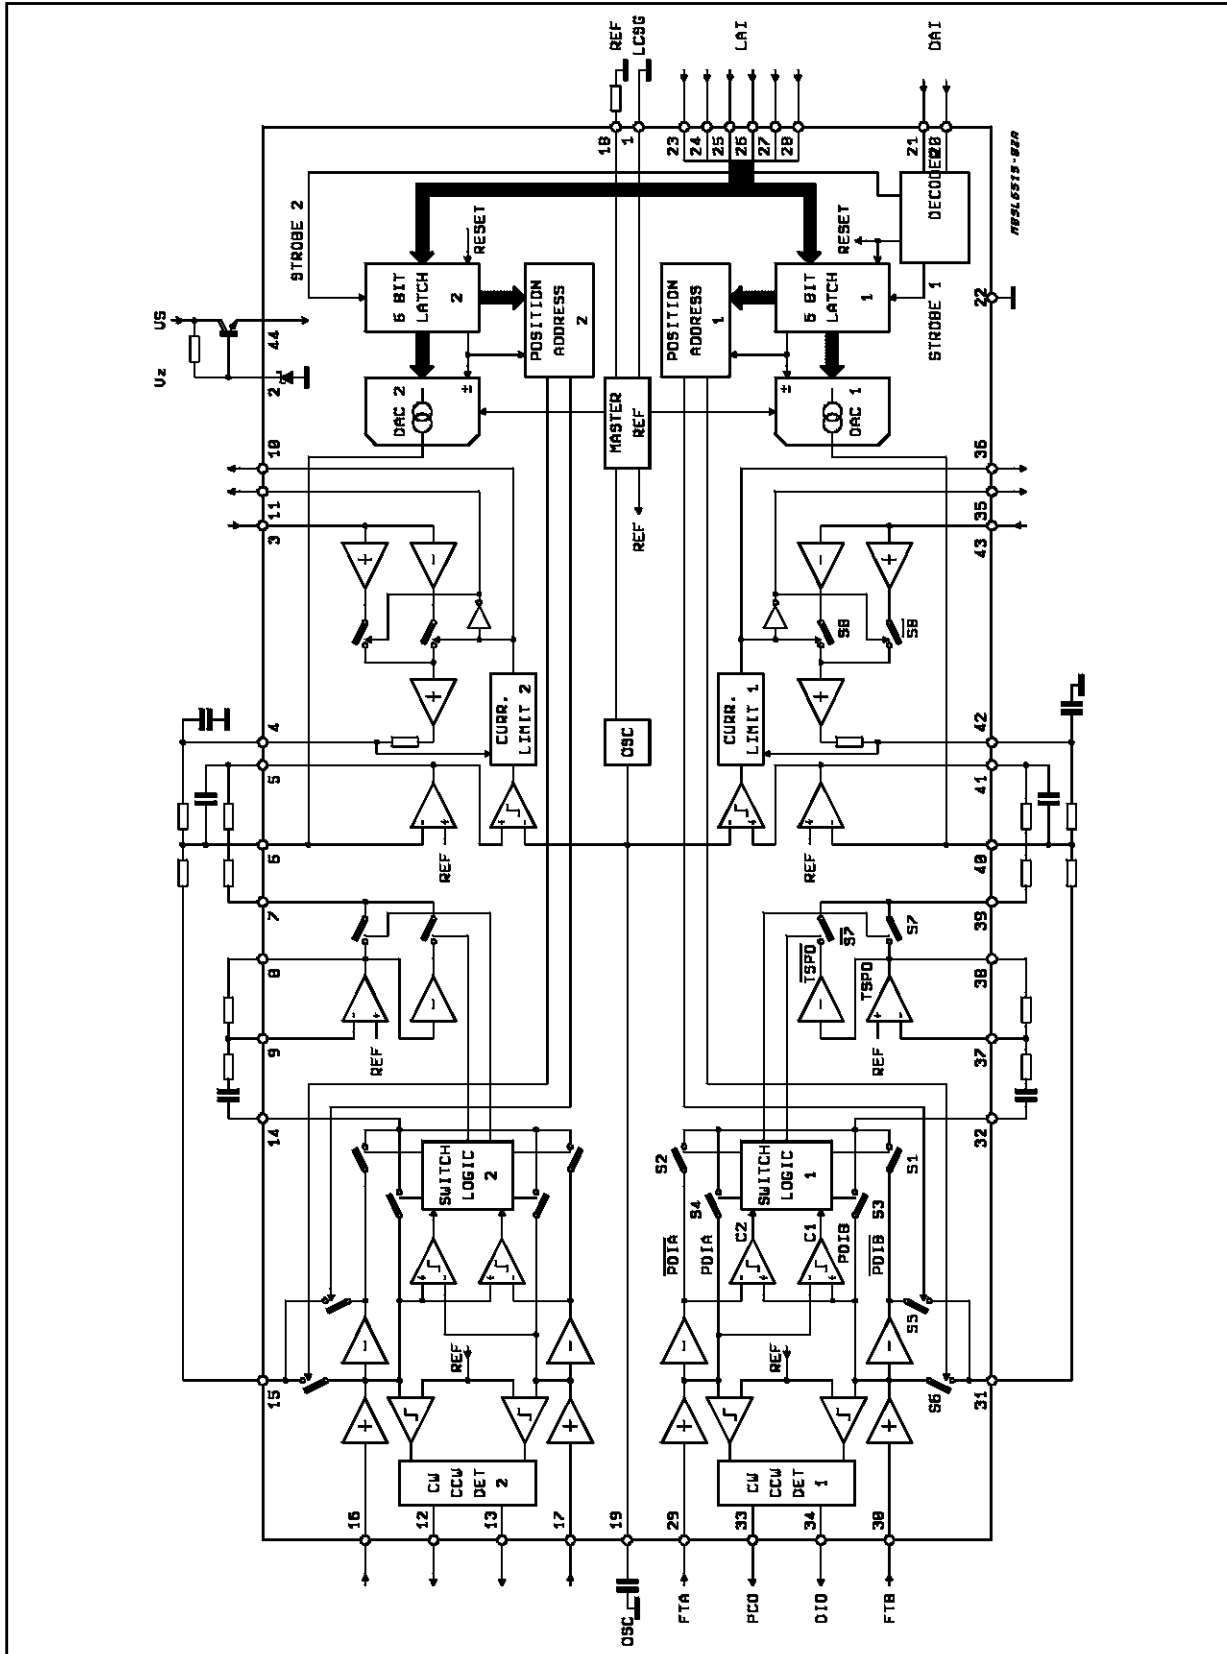 Vz
VS
2
44
STROBE 2
15
14
9
8
7
6
5
4
3
11
10
16
12
13
17
CW
CCW
DET
2
REF
SWITCH
LOGIC
2
REF
REF
CURR.
LIMIT 2
DAC 2
±
6 BIT
LATCH
2
RESET
POSITION
ADDRESS
2
OSC
19
OSC
REF
MASTER
REF
18
1
REF
LCSG
FTA
PCO
DIO
FTB
29
33
34
30
CW
CCW
DET
1
REF
PDIA
PDIA
C2
C1
PDIB
PDIB
S2
S4
SWITCH
LOGIC
1
S3
S1
S5
S6
REF
TSPO
TSPO
S7
S7
REF
CURR.
LIMIT 1
S8
S8
DAC 1
±
6 BIT
LATCH
1
RESET
POSITION
ADDRESS
1
STROBE 1
DECODER
23
24
25
26
27
28
LAI
21
20
DAI
31
32
37
38
39
40
41
42
43
35
36
22